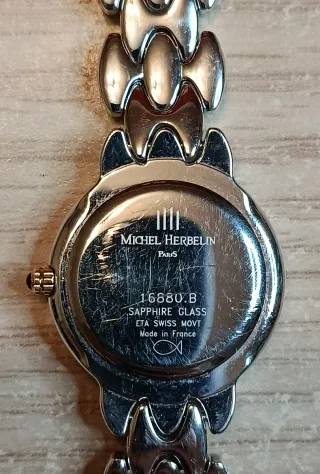 MICHEL HERBELIN
PARIS
16880.B
SAPPHIRE GLASS
ETA SWISS MOVT
Made in France